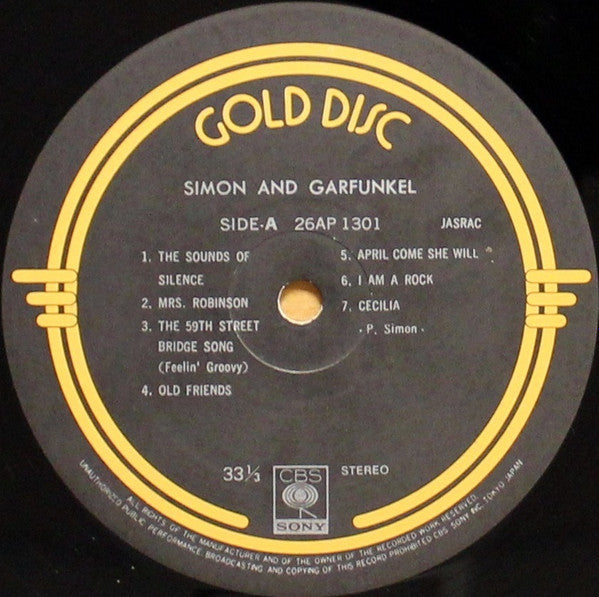 GOLD DISC
SIMON AND GARFUNKEL
SIDE·A 26AP 1301 JASRAC
1. THE SOUNDS OF
SILENCE
2. MRS. ROBINSON
3. THE 59TH STREET
BRIDGE SONG
(Feelin' Groovy)
4. OLD FRIENDS
5. APRIL COME SHE WILL
6. I AM A ROCK
7. CECILIA
· P. Simon ·
33⅓
CBS
SONY
STEREO
ALL RIGHTS OF THE MANUFACTURER AND OF THE OWNER OF THE RECORDED WORK RESERVED.
UNAUTHORIZED PUBLIC PERFORMANCE BROADCASTING AND COPYING OF THIS RECORD PROHIBITED CBS SONY INC. TOKYO JAPAN